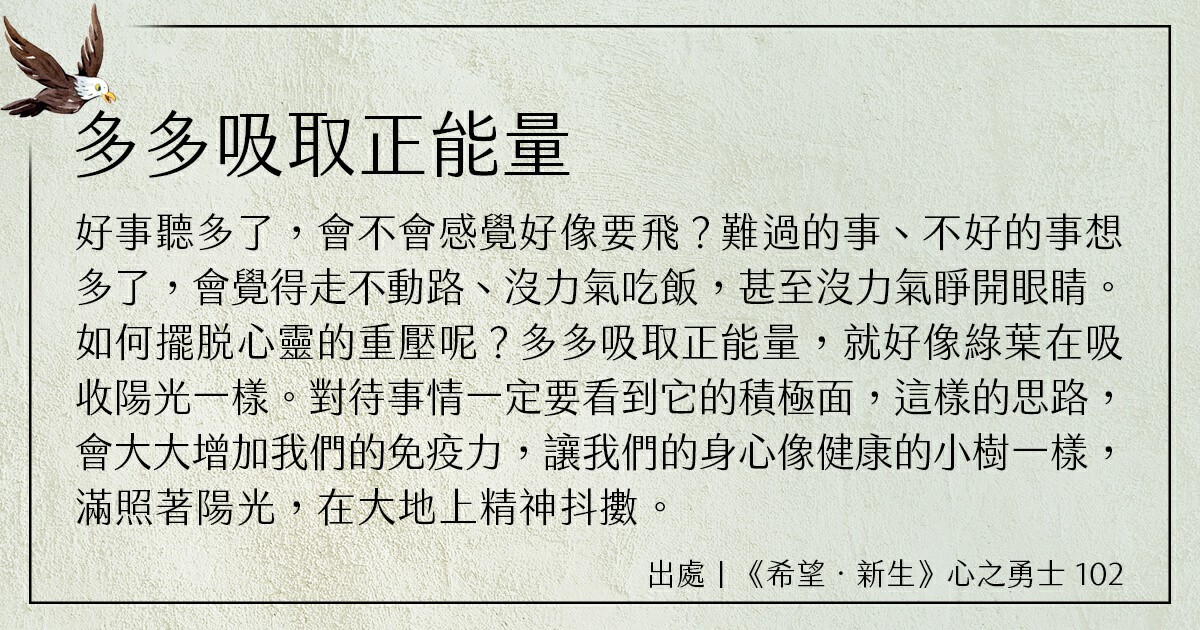 多多吸取正能量
好事聽多了，會不會感覺好像要飛？難過的事、不好的事想
多了，會覺得走不動路、沒力氣吃飯，甚至沒力氣睜開眼睛。
如何擺脫心靈的重壓呢？多多吸取正能量，就好像綠葉在吸
收陽光一樣。對待事情一定要看到它的積極面，這樣的思路，
會大大增加我們的免疫力，讓我們的身心像健康的小樹一樣，
滿照著陽光，在大地上精神抖擻。
出處｜《希望．新生》心之勇士 102